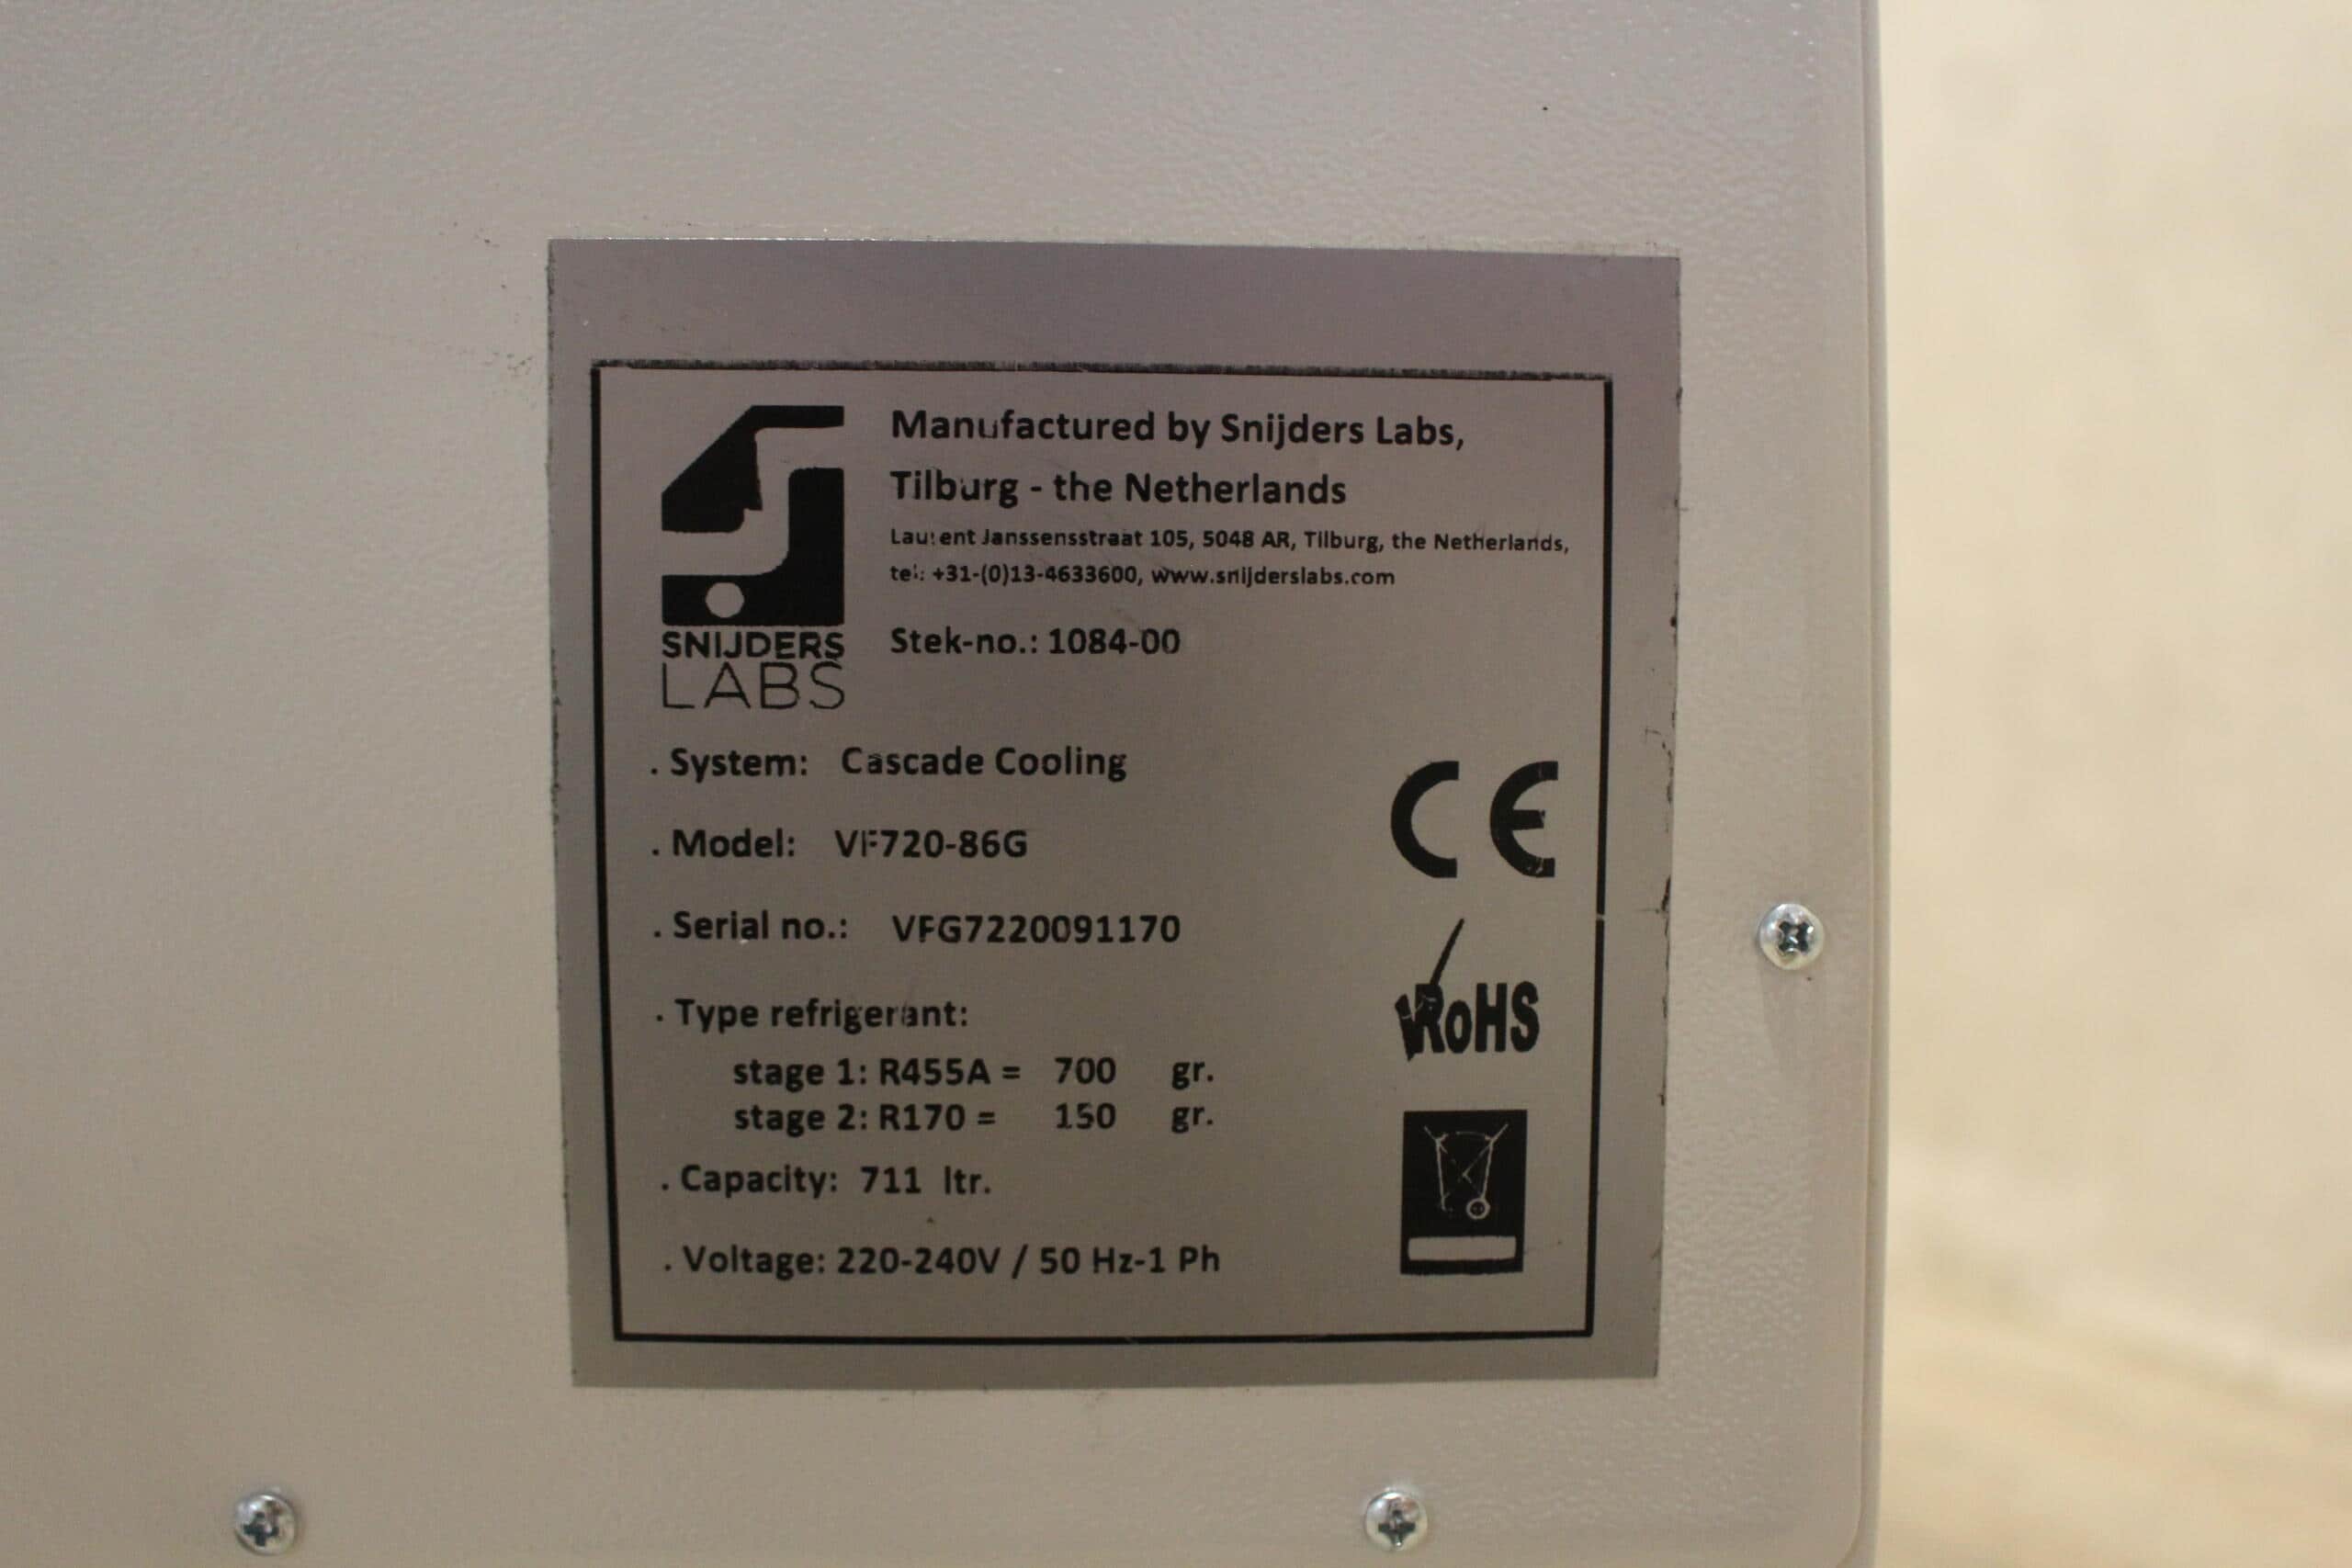 Manufactured by Snijders Labs,
Tilburg - the Netherlands
Laurent Janssensstraat 105, 5048 AR, Tilburg, the Netherlands,
tel: +31-(0)13-4633600, www.snijderslabs.com
SNIJDERS
LABS
Stek-no.: 1084-00
. System: Cascade Cooling
. Model: VF720-86G
. Serial no.: VFG7220091170
. Type refrigerant:
stage 1: R455A = 700 gr.
stage 2: R170 = 150 gr.
. Capacity: 711 ltr.
. Voltage: 220-240V / 50 Hz-1 Ph
CE
RoHS